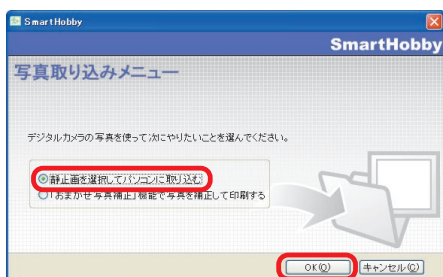 SmartHobby
SmartHobby
写真取り込みメニュー
デジタルカメラの写真を使って次にやりたいことを選んでください。
静止画を選択してパソコンに取り込む
「おまかせ写真補正」機能で写真を補正して印刷する
OK(O)
キャンセル(C)